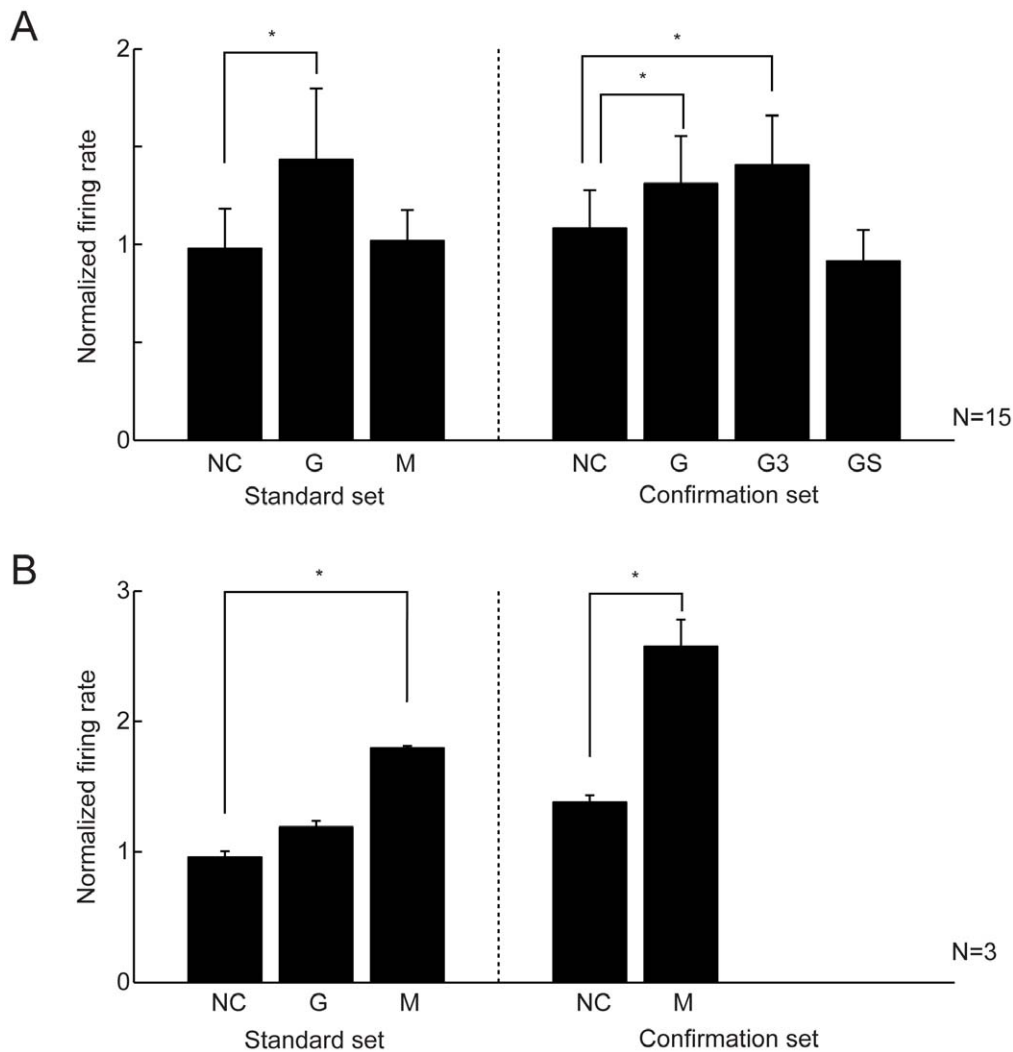 A
Normalized firing rate
2
1
0
*
*
*
NC G M
NC G G3 GS
Standard set
Confirmation set
N=15
B
Normalized firing rate
3
2
1
0
*
*
NC G M
NC M
Standard set
Confirmation set
N=3